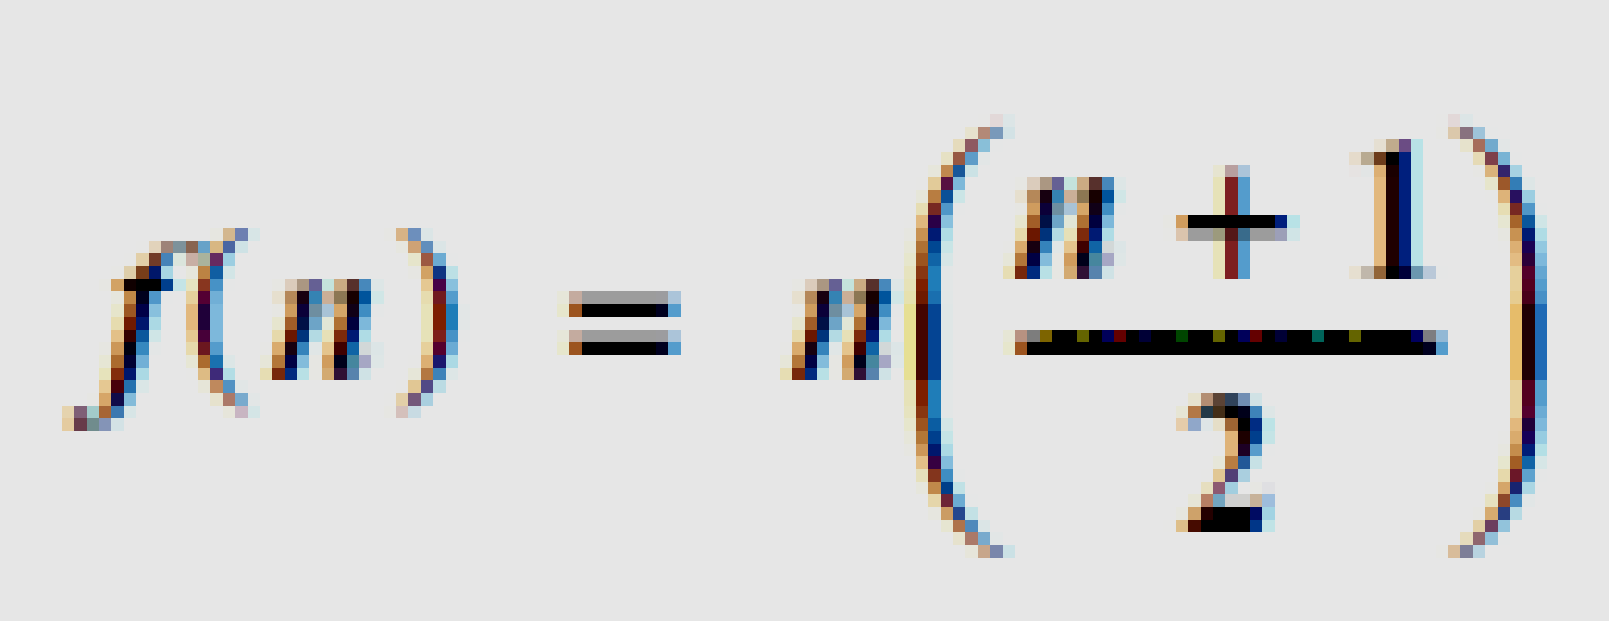 f(n) = n((n + 1)/2)